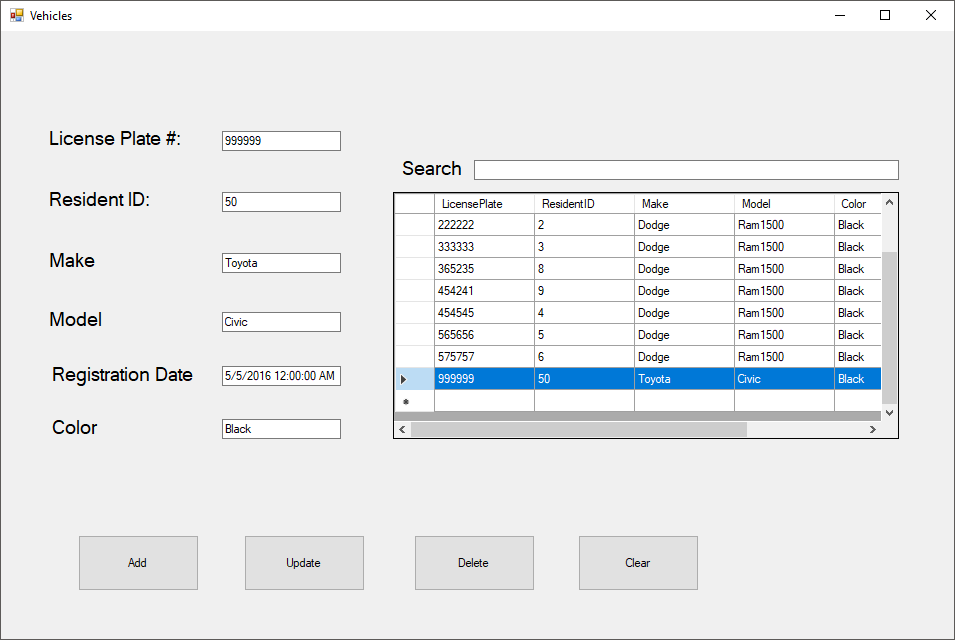 Vehicles
License Plate #: 999999
Search
Resident ID: 50
LicensePlate ResidentID Make Model Color
222222 2 Dodge Ram1500 Black
333333 3 Dodge Ram1500 Black
Make Toyota
365235 8 Dodge Ram1500 Black
454241 9 Dodge Ram1500 Black
454545 4 Dodge Ram1500 Black
Model Civic
565656 5 Dodge Ram1500 Black
575757 6 Dodge Ram1500 Black
Registration Date 5/5/2016 12:00:00 AM
999999 50 Toyota Civic Black
Color Black
Add Update Delete Clear